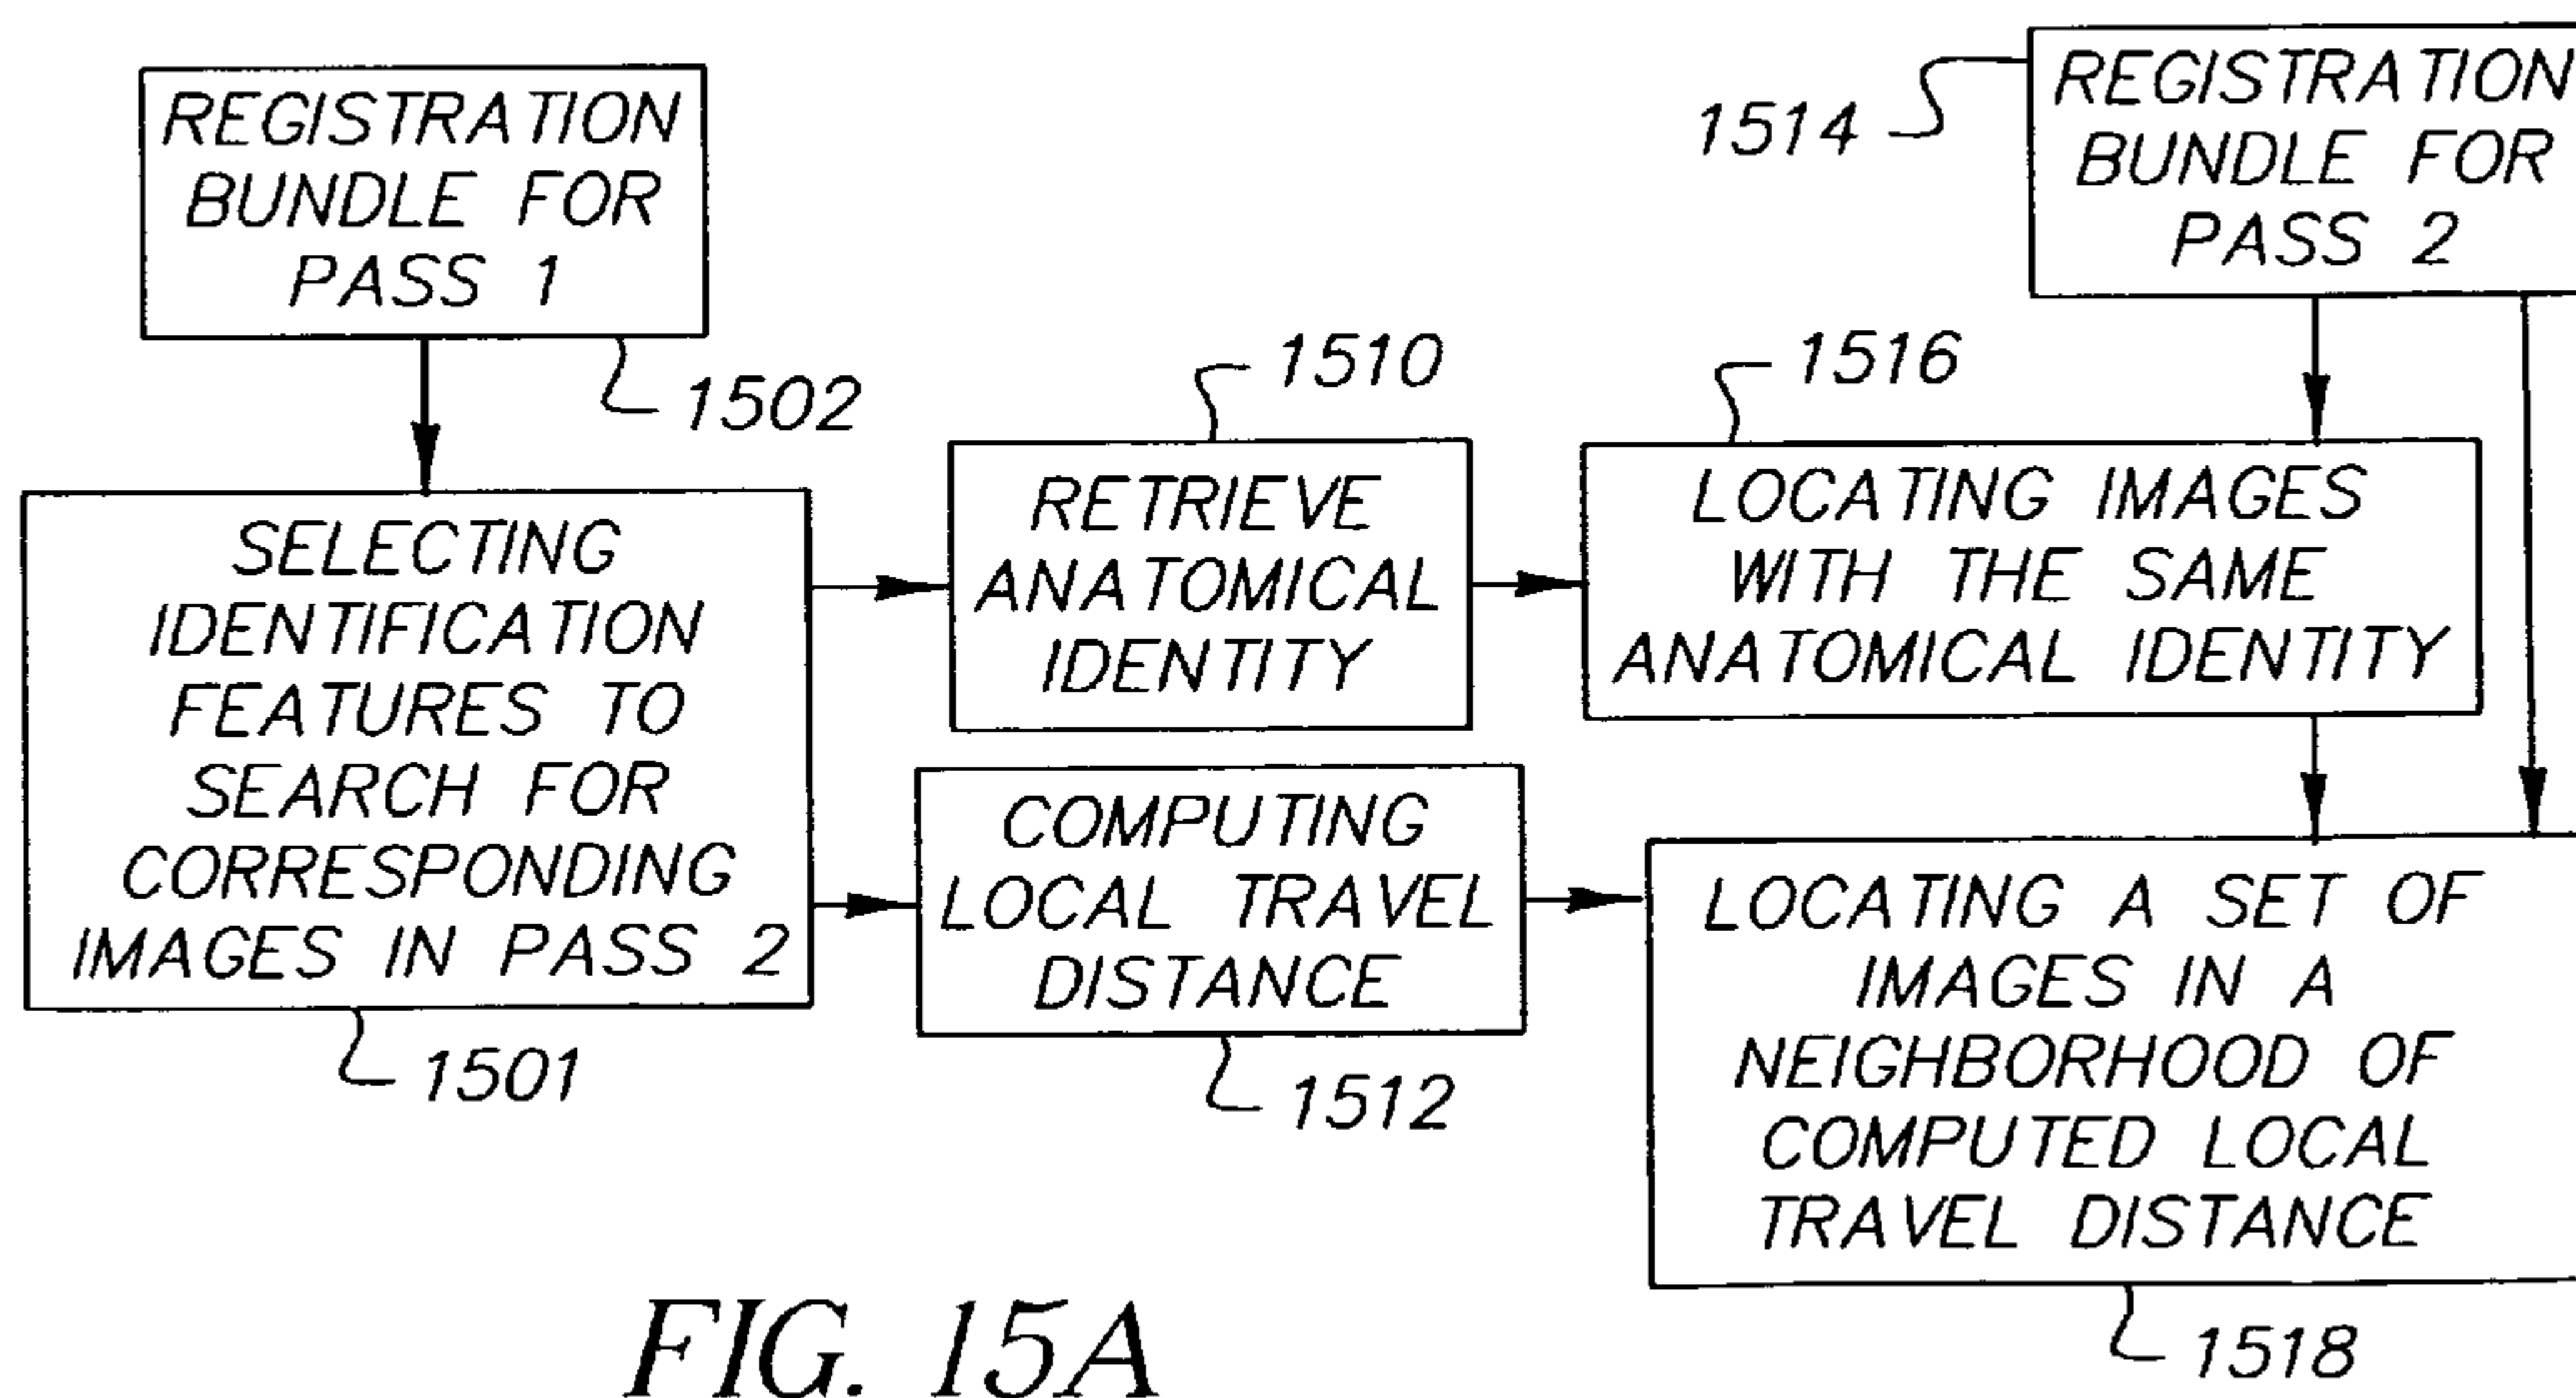 REGISTRATION
BUNDLE FOR
PASS 1
1502
1514
REGISTRATION
BUNDLE FOR
PASS 2
1510
1516
SELECTING
IDENTIFICATION
FEATURES TO
SEARCH FOR
CORRESPONDING
IMAGES IN PASS 2
1501
RETRIEVE
ANATOMICAL
IDENTITY
LOCATING IMAGES
WITH THE SAME
ANATOMICAL IDENTITY
COMPUTING
LOCAL TRAVEL
DISTANCE
1512
LOCATING A SET OF
IMAGES IN A
NEIGHBORHOOD OF
COMPUTED LOCAL
TRAVEL DISTANCE
1518
FIG. 15A